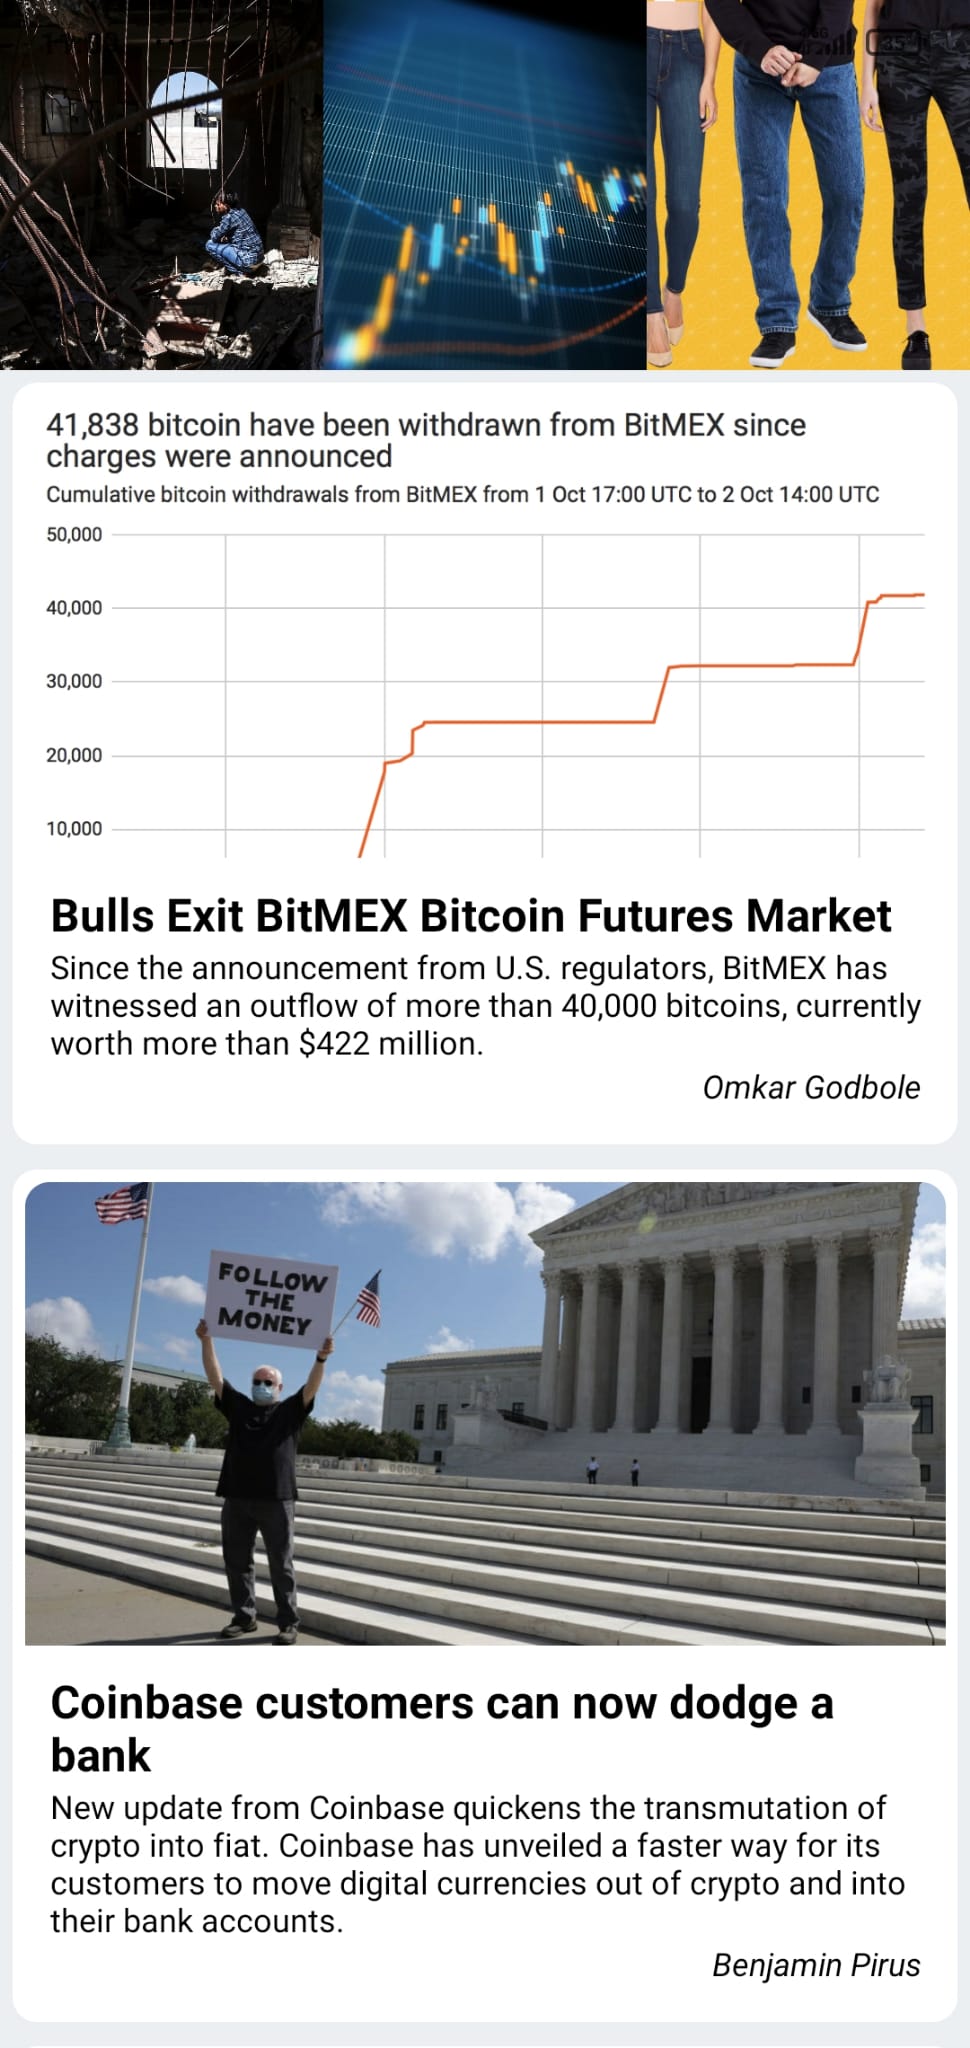 41,838 bitcoin have been withdrawn from BitMEX since
charges were announced
Cumulative bitcoin withdrawals from BitMEX from 1 Oct 17:00 UTC to 2 Oct 14:00 UTC
50,000
40,000
30,000
20,000
10,000
Bulls Exit BitMEX Bitcoin Futures Market
Since the announcement from U.S. regulators, BitMEX has
witnessed an outflow of more than 40,000 bitcoins, currently
worth more than $422 million.
Omkar Godbole
FOLLOW
THE
MONEY
Coinbase customers can now dodge a
bank
New update from Coinbase quickens the transmutation of
crypto into fiat. Coinbase has unveiled a faster way for its
customers to move digital currencies out of crypto and into
their bank accounts.
Benjamin Pirus